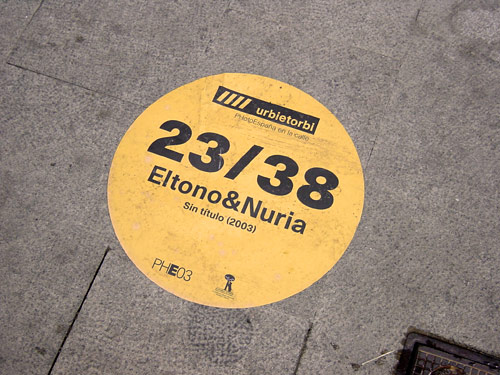 urbietorbi
PHotoEspaña en la calle
23/38
Eltono&Nuria
Sin título (2003)
PHE03